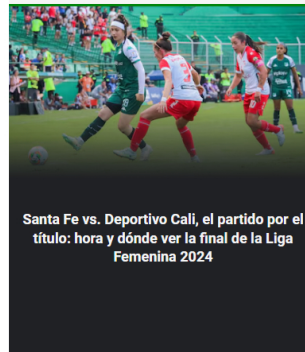 Santa Fe vs. Deportivo Cali, el partido por el
título: hora y dónde ver la final de la Liga
Femenina 2024